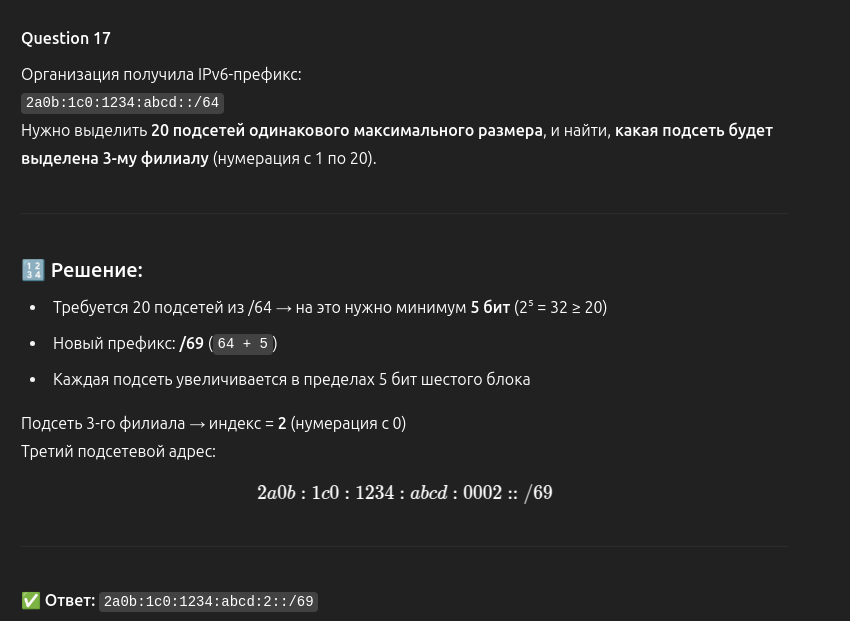 Question 17
Организация получила IPv6-префикс:
2a0b:1c0:1234:abcd::/64
Нужно выделить 20 подсетей одинакового максимального размера, и найти, какая подсеть будет
выделена 3-му филиалу (нумерация с 1 по 20).
🔢 Решение:
• Требуется 20 подсетей из /64 → на это нужно минимум 5 бит (2⁵ = 32 ≥ 20)
• Новый префикс: /69 (64 + 5)
• Каждая подсеть увеличивается в пределах 5 бит шестого блока
Подсеть 3-го филиала → индекс = 2 (нумерация с 0)
Третий подсетевой адрес:
2a0b : 1c0 : 1234 : abcd : 0002 :: /69
✅ Ответ: 2a0b:1c0:1234:abcd:2::/69